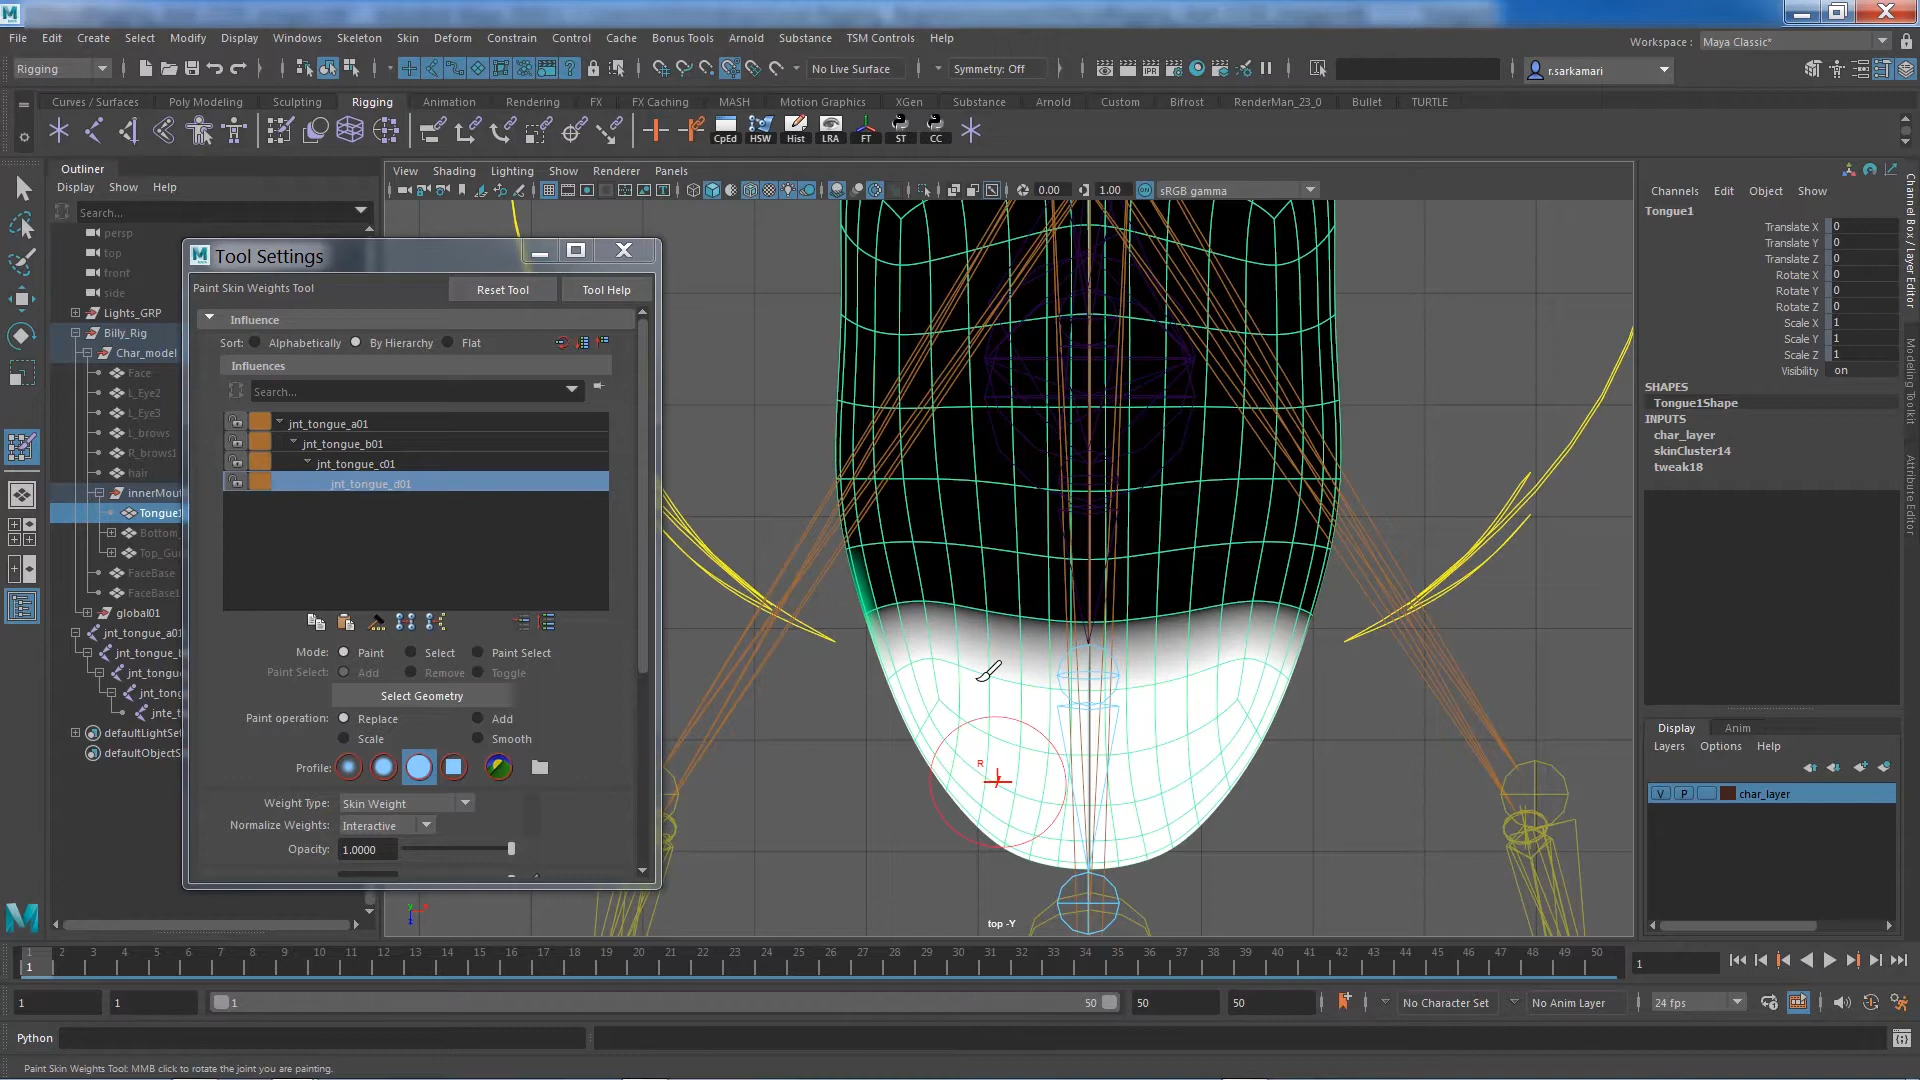 File Edit Create Select Modify Display Windows Skeleton Skin Deform Constrain Control Cache Bonus Tools Arnold Substance TSM Controls Help
Workspace : Maya Classic*
Rigging
No Live Surface
Symmetry: Off
r.sarkamari
Curves / Surfaces Poly Modeling Sculpting Rigging Animation Rendering FX FX Caching MASH Motion Graphics XGen Substance Arnold Custom Bifrost RenderMan_23_0 Bullet TURTLE
CpEd HSW Hist LRA FT ST CC
Outliner
Display Show Help
Search...
persp
top
front
side
Lights_GRP
Billy_Rig
Char_model
Face
L_Eye2
L_Eye3
L_brows
R_brows1
hair
innerMout
Tongue1
Bottom_
Top_Gu
FaceBase
FaceBase1
global01
jnt_tongue_a01
jnt_tongue_
jnt_tongue
jnt_tong
jnte_t
defaultLightSet
defaultObjectS
Tool Settings
Paint Skin Weights Tool
Reset Tool
Tool Help
Influence
Sort: Alphabetically By Hierarchy Flat
Influences
Search...
jnt_tongue_a01
jnt_tongue_b01
jnt_tongue_c01
jnt_tongue_d01
Mode: Paint Select Paint Select
Paint Select: Add Remove Toggle
Select Geometry
Paint operation: Replace Add
Scale Smooth
Profile:
Weight Type: Skin Weight
Normalize Weights: Interactive
Opacity: 1.0000
View Shading Lighting Show Renderer Panels
0.00 1.00 sRGB gamma
R
top -Y
Channels Edit Object Show
Tongue1
Translate X 0
Translate Y 0
Translate Z 0
Rotate X 0
Rotate Y 0
Rotate Z 0
Scale X 1
Scale Y 1
Scale Z 1
Visibility on
SHAPES
Tongue1Shape
INPUTS
char_layer
skinCluster14
tweak18
Channel Box / Layer Editor
Modeling Toolkit
Attribute Editor
Display Anim
Layers Options Help
V P char_layer
1 2 3 4 5 6 7 8 9 10 11 12 13 14 15 16 17 18 19 20 21 22 23 24 25 26 27 28 29 30 31 32 33 34 35 36 37 38 39 40 41 42 43 44 45 46 47 48 49 50
1
1
1 1 1 50 50 50
No Character Set
No Anim Layer
24 fps
Python
Paint Skin Weights Tool: MMB click to rotate the joint you are painting.